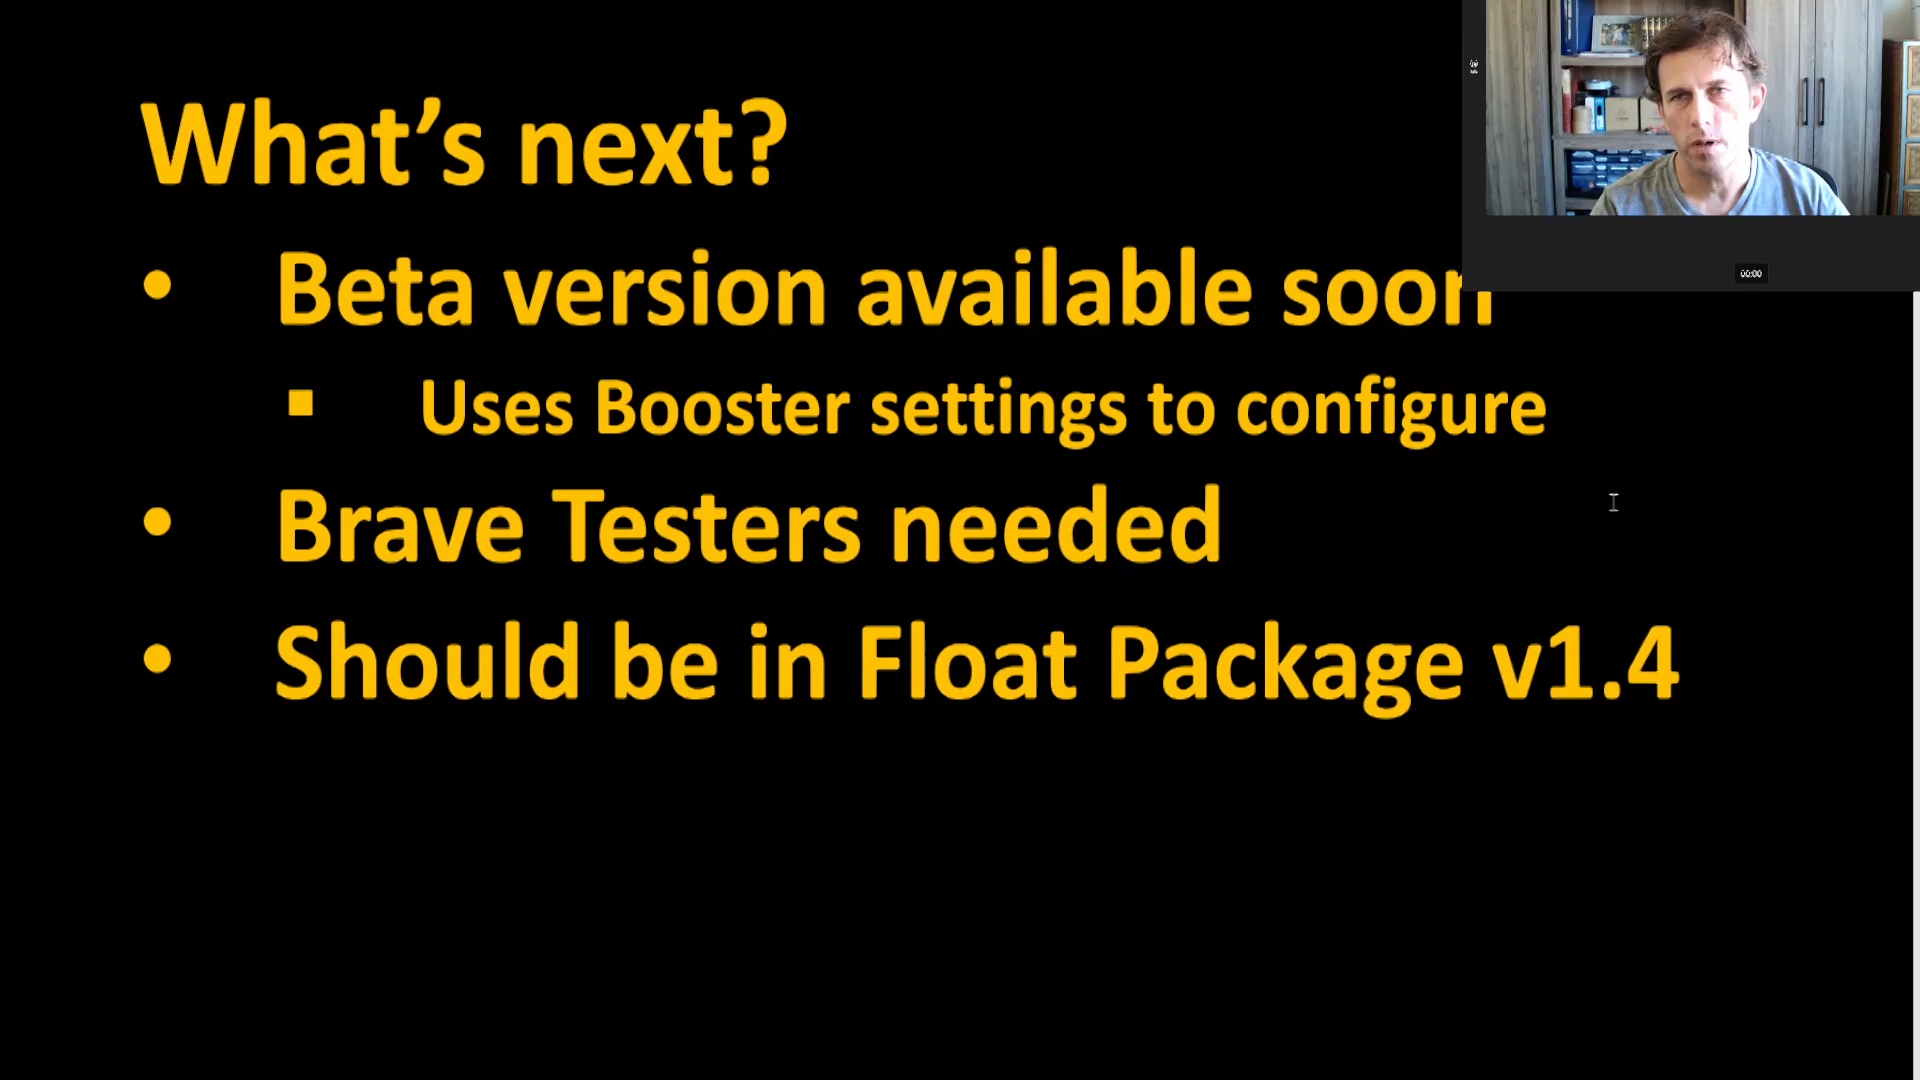 What's next?
• Beta version available soon
▪ Uses Booster settings to configure
• Brave Testers needed
• Should be in Float Package v1.4
00:00